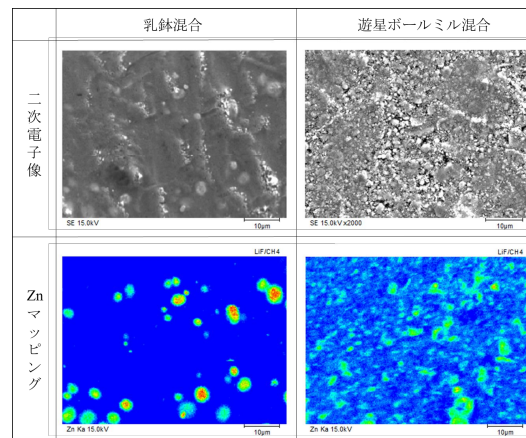 乳鉢混合
遊星ボールミル混合
二次電子像
SE 15.0kV
10μm
SE 15.0kV x2000
10μm
Znマッピング
LiF/CH4
LiF/CH4
Zn Ka 15.0kV
10μm
Zn Ka 15.0kV
10μm